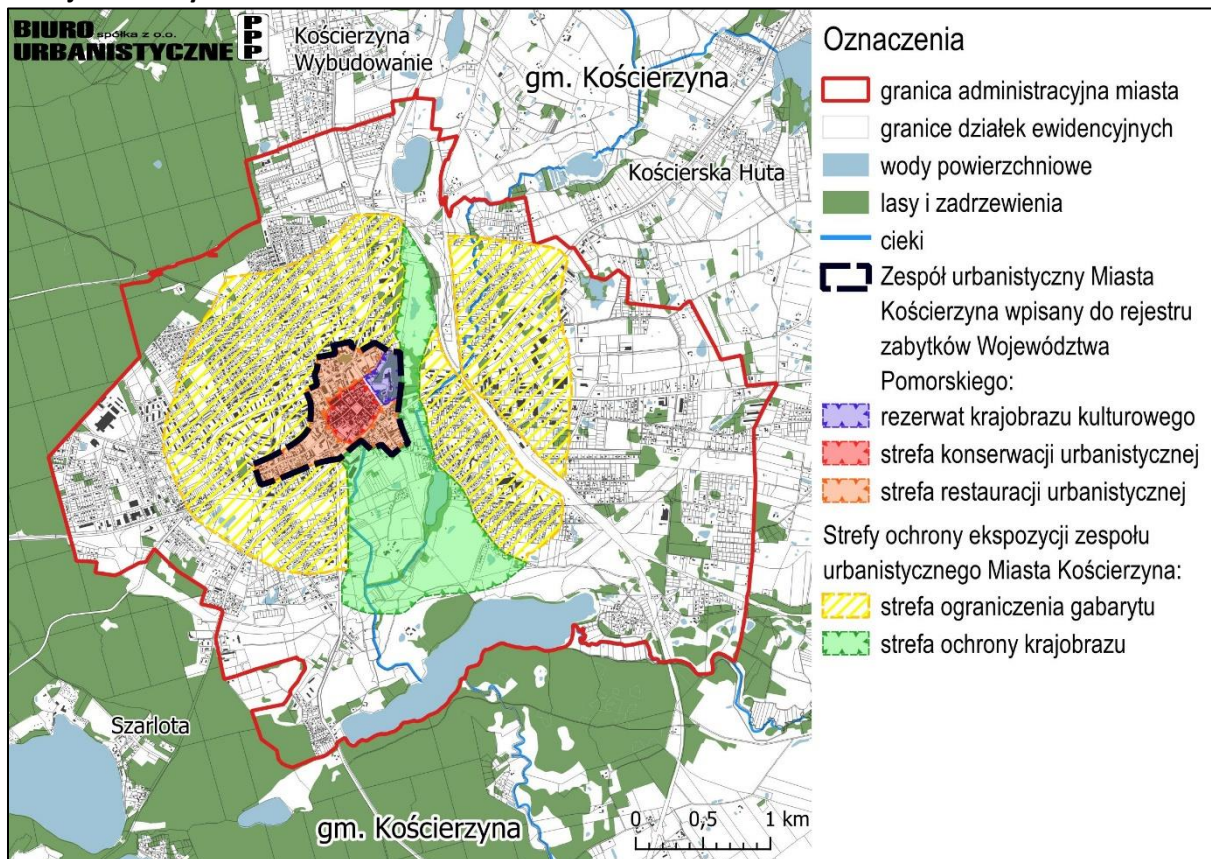 BIURO spółka z o.o.
URBANISTYCZNE
PPP
Kościerzyna
Wybudowanie
gm. Kościerzyna
Kościerska Huta
Szarlota
gm. Kościerzyna
0 0,5 1 km
Oznaczenia
granica administracyjna miasta
granice działek ewidencyjnych
wody powierzchniowe
lasy i zadrzewienia
cieki
Zespół urbanistyczny Miasta
Kościerzyna wpisany do rejestru
zabytków Województwa
Pomorskiego:
rezerwat krajobrazu kulturowego
strefa konserwacji urbanistycznej
strefa restauracji urbanistycznej
Strefy ochrony ekspozycji zespołu
urbanistycznego Miasta Kościerzyna:
strefa ograniczenia gabarytu
strefa ochrony krajobrazu